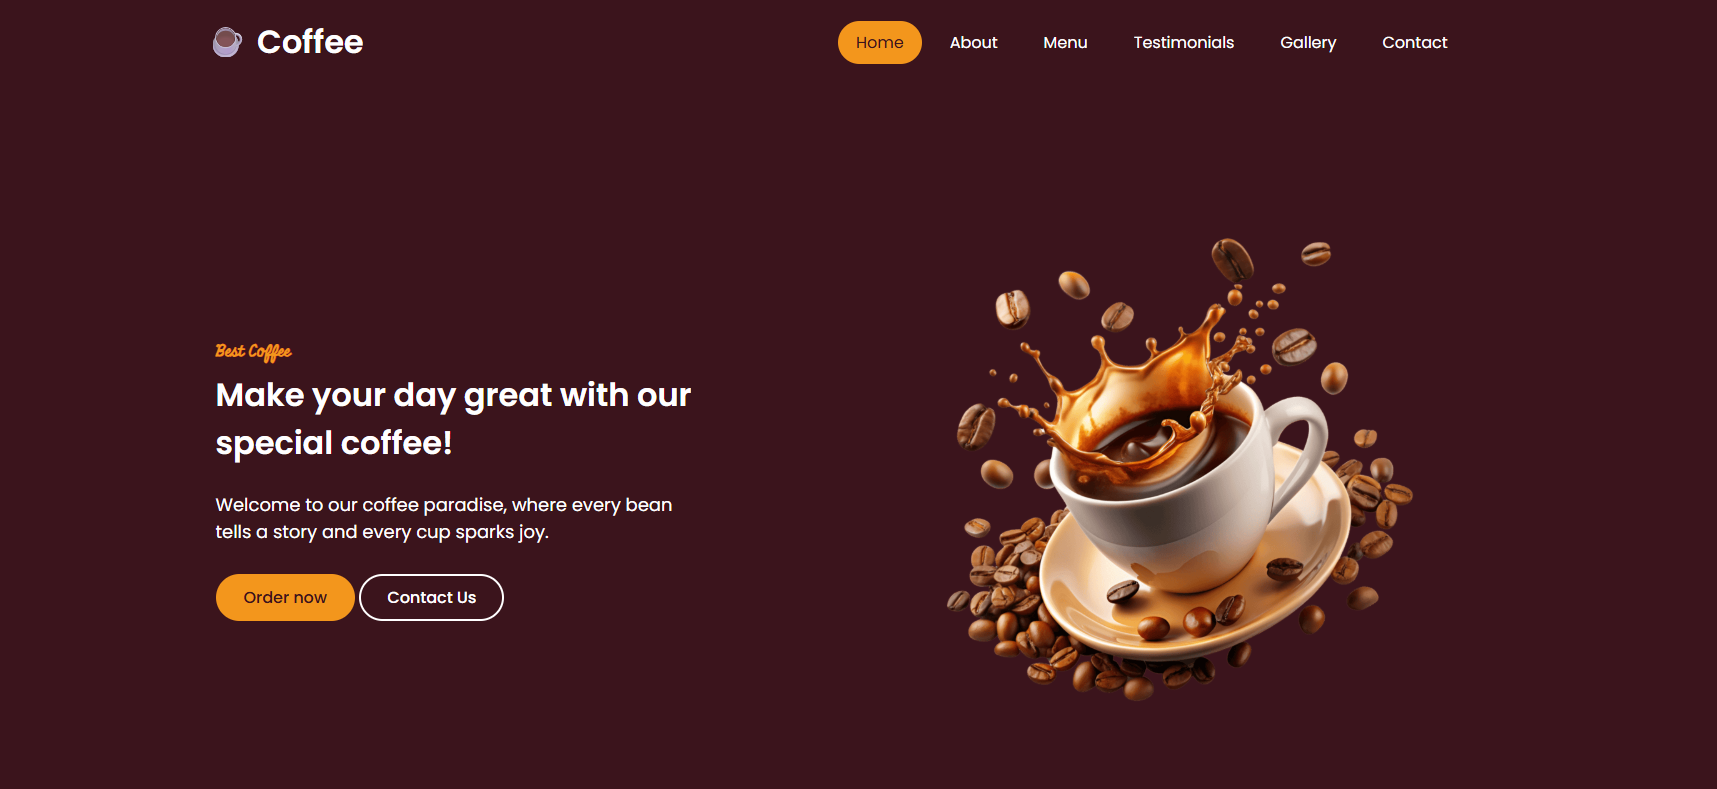 Coffee
Home About Menu Testimonials Gallery Contact
Best Coffee
Make your day great with our
special coffee!
Welcome to our coffee paradise, where every bean
tells a story and every cup sparks joy.
Order now Contact Us